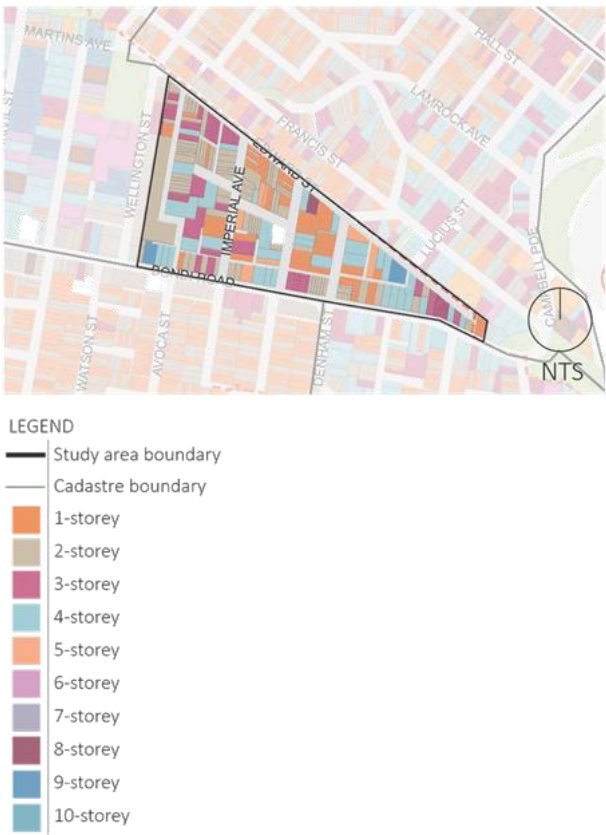 MARTINS AVE
HALL ST
LAMROCK AVE
FRANCIS ST
WELLINGTON ST
EDWARD ST
IMPERIAL AVE
LUCIUS ST
CAMPBELL PDE
BONDI ROAD
WATSON ST
AVOCA ST
DENHAM ST
NTS
LEGEND
Study area boundary
Cadastre boundary
1-storey
2-storey
3-storey
4-storey
5-storey
6-storey
7-storey
8-storey
9-storey
10-storey